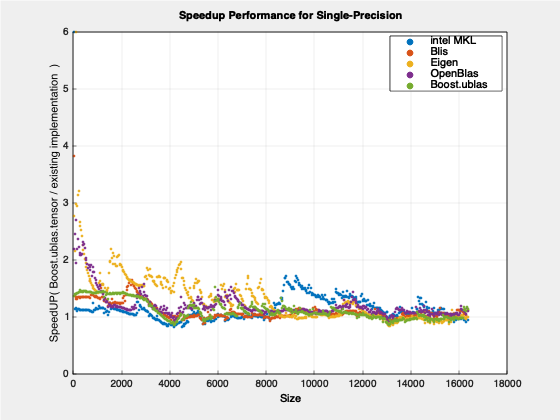 Speedup Performance for Single-Precision
SpeedUP( Boost.ublas.tensor / existing implementation )
6
5
4
3
2
1
0
intel MKL
Blis
Eigen
OpenBlas
Boost.ublas
0 2000 4000 6000 8000 10000 12000 14000 16000 18000
Size